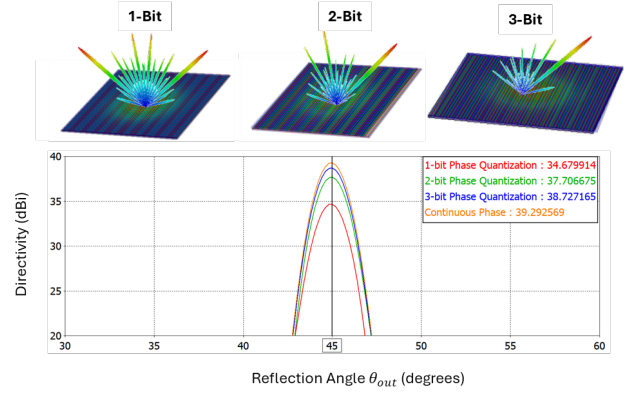 1-Bit
2-Bit
3-Bit
40
35
30
25
20
Directivity (dBi)
1-bit Phase Quantization : 34.679914
2-bit Phase Quantization : 37.706675
3-bit Phase Quantization : 38.727165
Continuous Phase : 39.292569
30
35
40
45
50
55
60
Reflection Angle θ_out (degrees)